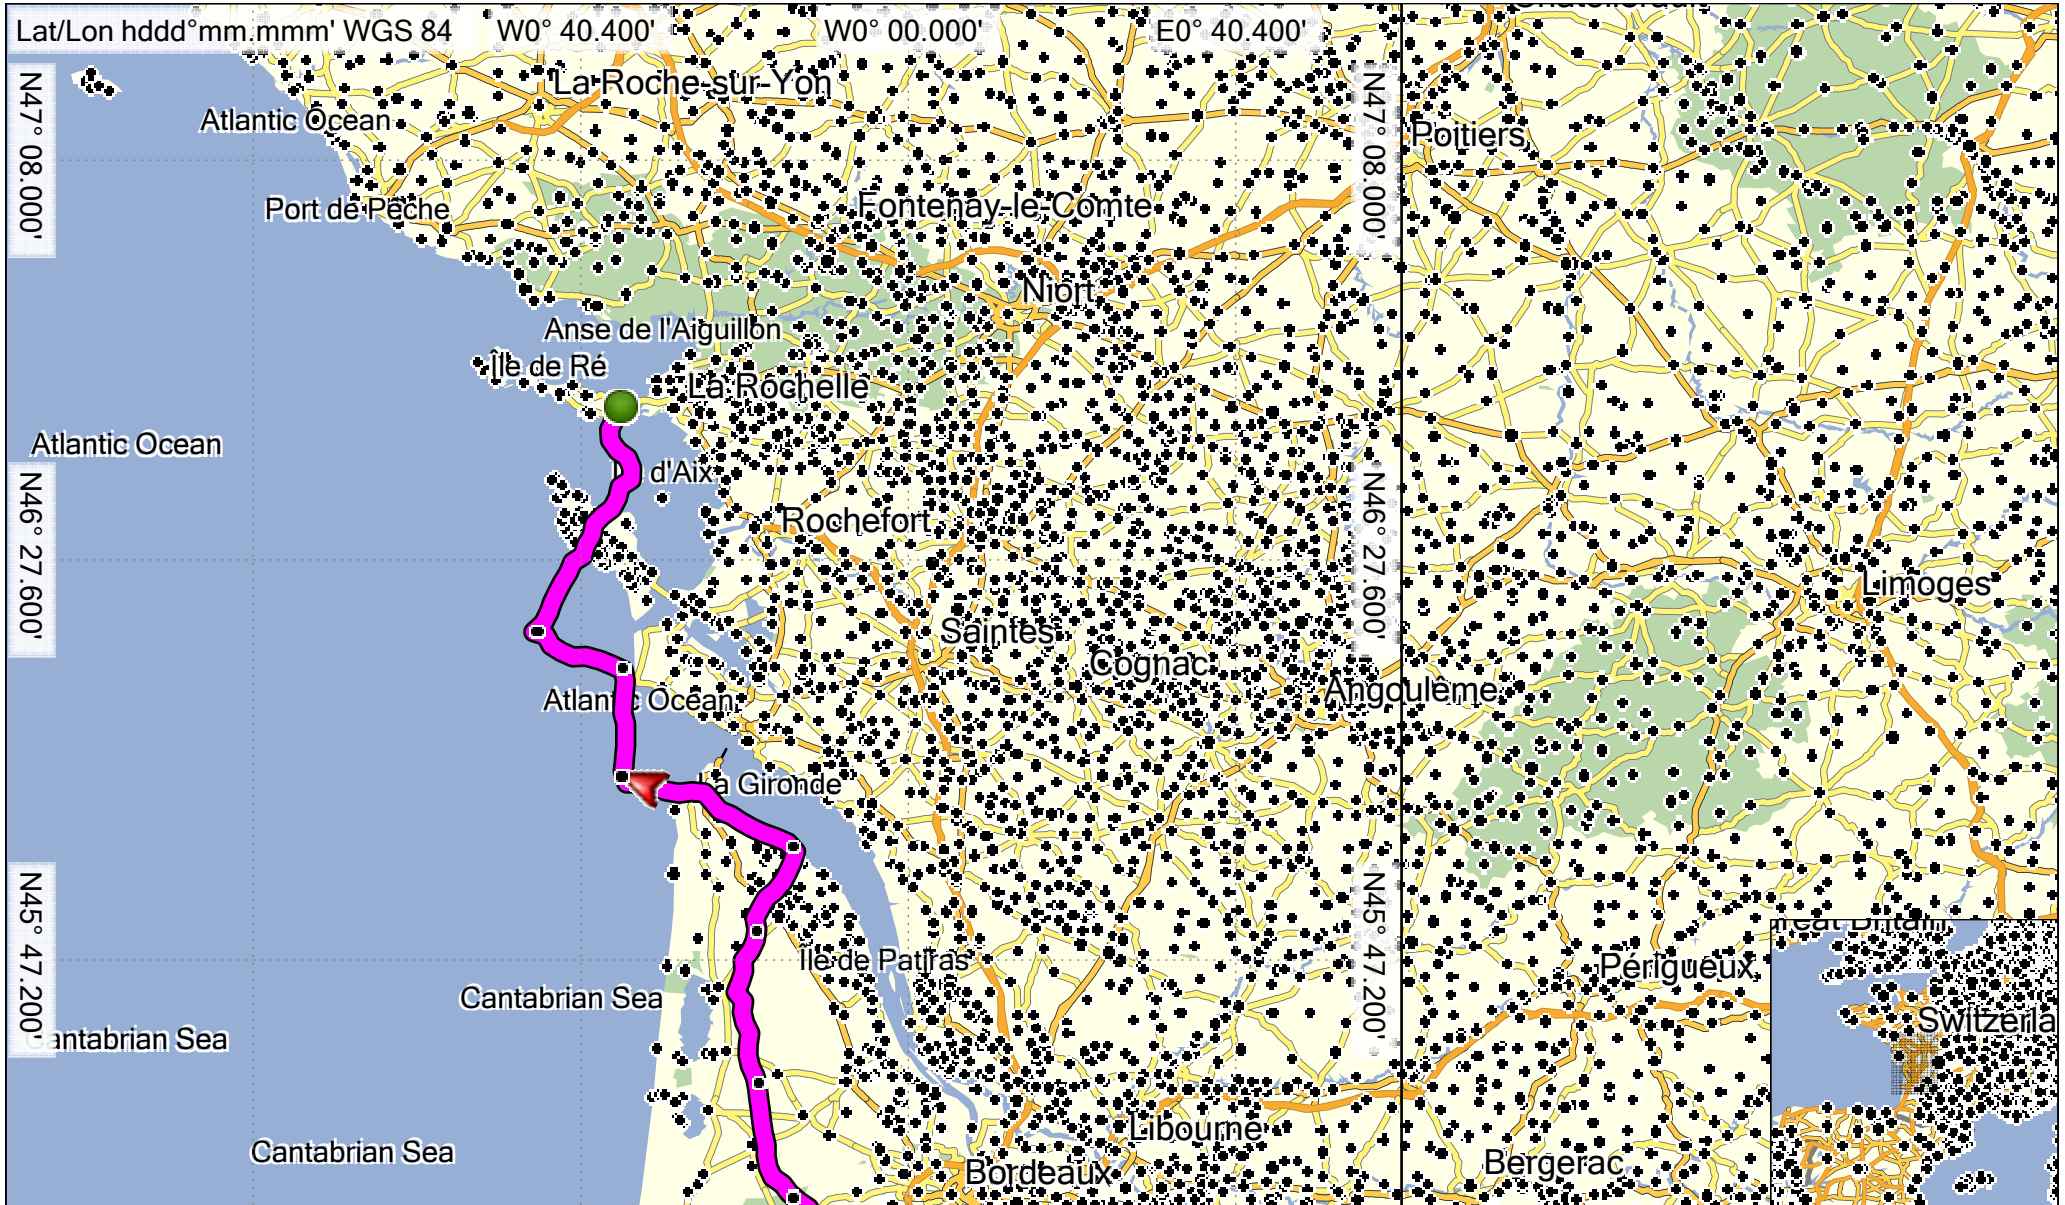 Lat/Lon hddd°mm.mmm' WGS 84
W0° 40.400'
W0° 00.000'
E0° 40.400'
La Roche-sur-Yon
Atlantic Ocean
Poitiers
N47° 08.000'
N47° 08.000'
Port de Pêche
Fontenay-le-Comte
Niort
Anse de l'Aiguillon
Île de Ré
La Rochelle
Atlantic Ocean
d'Aix
N46° 27.600'
N46° 27.600'
Rochefort
Limoges
Saintes
Cognac
Angoulême
Atlantic Ocean
La Gironde
N45° 47.200'
N45° 47.200'
Île de Patiras
Périgueux
Cantabrian Sea
Switzerla
Cantabrian Sea
Libourne
Cantabrian Sea
Bordeaux
Bergerac